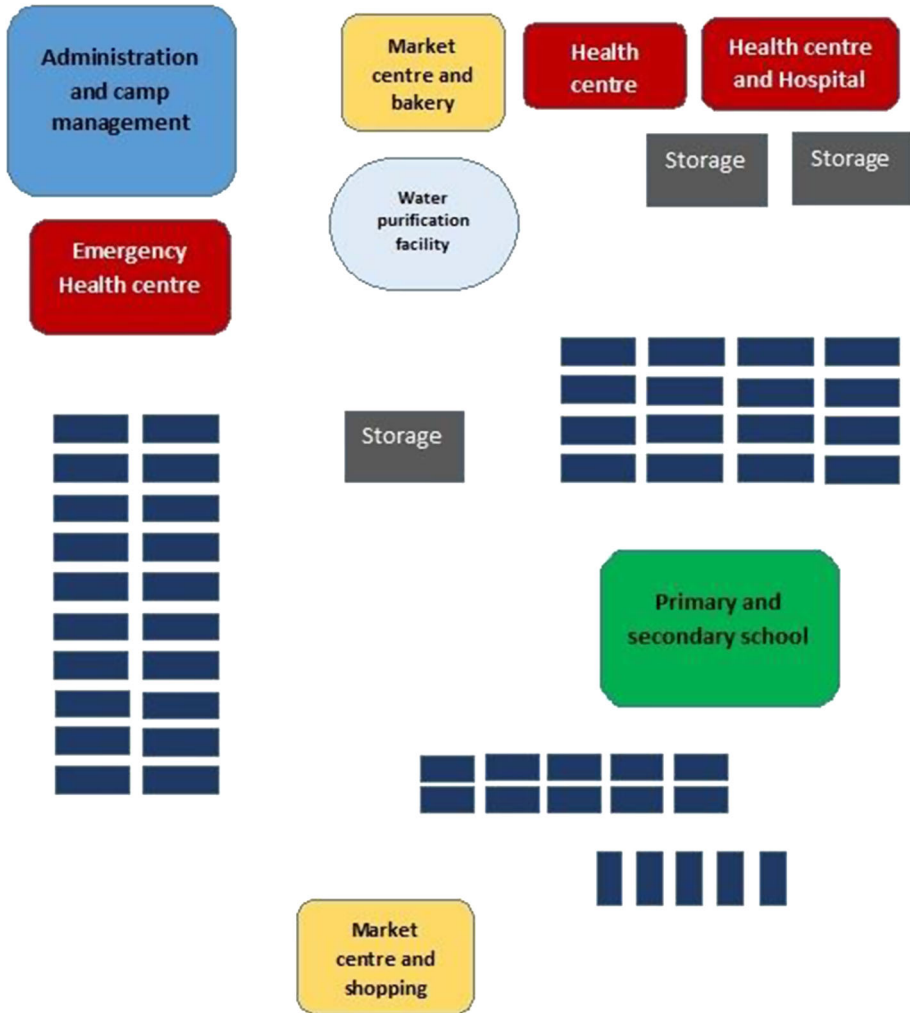 Administration
and camp
management
Market
centre and
bakery
Health
centre
Health centre
and Hospital
Storage
Storage
Water
purification
facility
Emergency
Health centre
Storage
Primary and
secondary school
Market
centre and
shopping